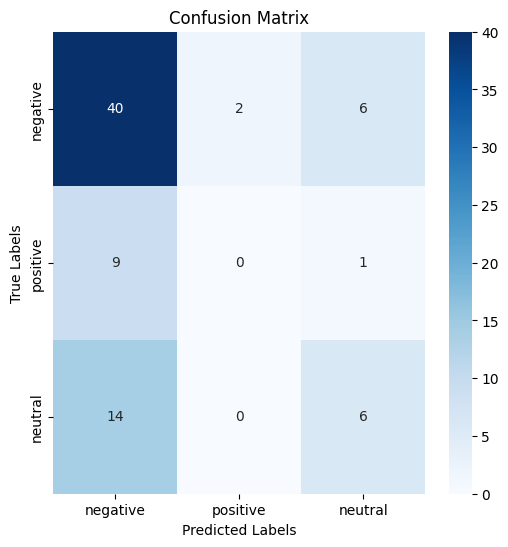 Confusion Matrix
True Labels
negative
positive
neutral
40 2 6
9 0 1
14 0 6
negative positive neutral
Predicted Labels
40
35
30
25
20
15
10
5
0